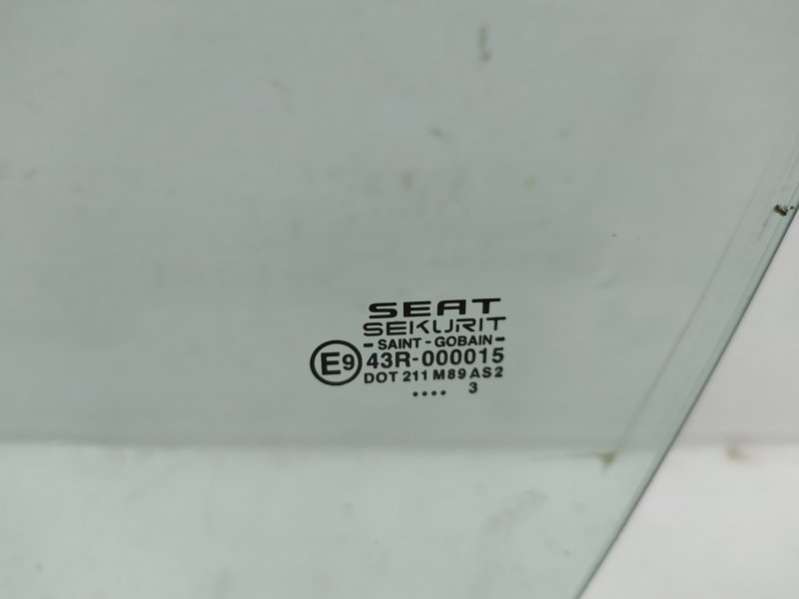 SEAT
SEKURIT
- SAINT - GOBAIN -
E9 43R-000015
DOT 211 M89 AS2
.... 3